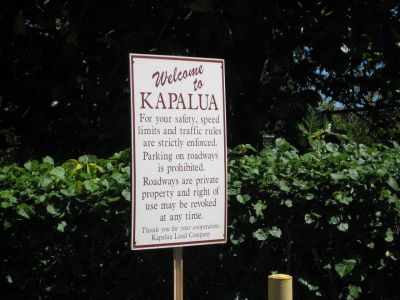 Welcome
to
KAPALUA
For your safety, speed
limits and traffic rules
are strictly enforced.
Parking on roadways
is prohibited.
Roadways are private
property and right of
use may be revoked
at any time.
Thank you for your cooperation.
Kapalua Land Company